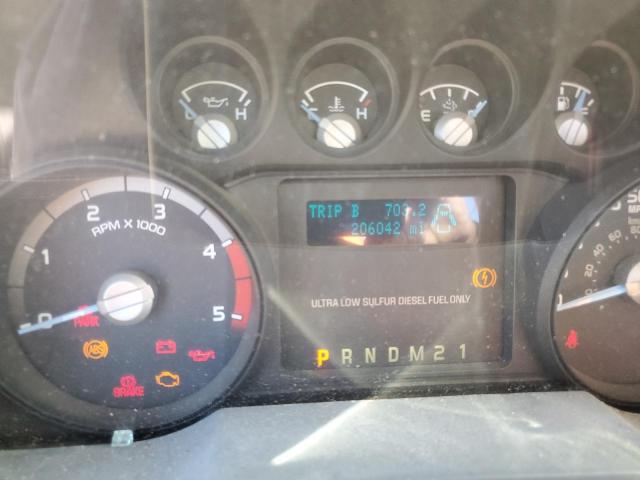 L H
C H
E F
F
TRIP B 703.2
206042 mi
0 1 2 3 4 5
RPM X 1000
PARK
ABS
BRAKE
ULTRA LOW SULFUR DIESEL FUEL ONLY
P R N D M 2 1